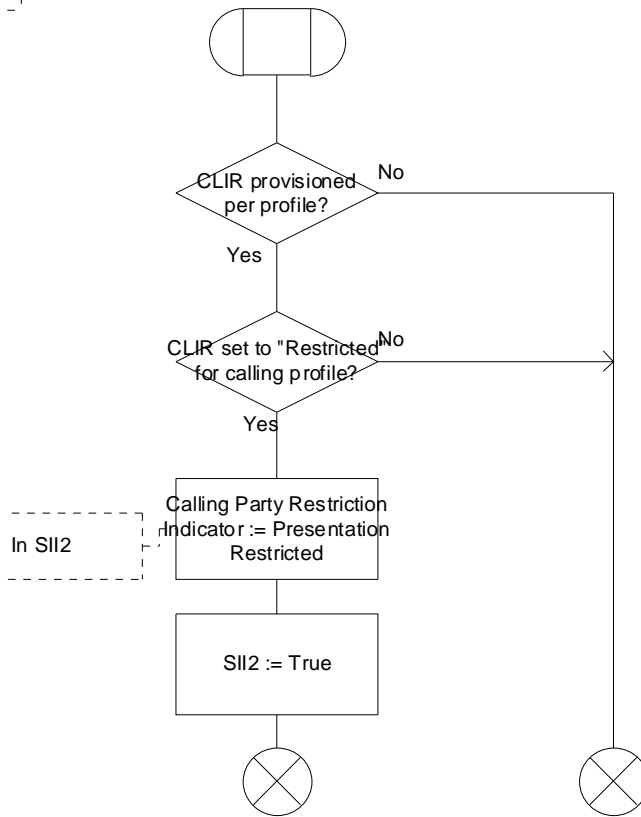 CLIR provisioned
per profile?
No
Yes
CLIR set to "Restricted"
for calling profile?
No
Yes
Calling Party Restriction
Indicator := Presentation
Restricted
In SII2
SII2 := True